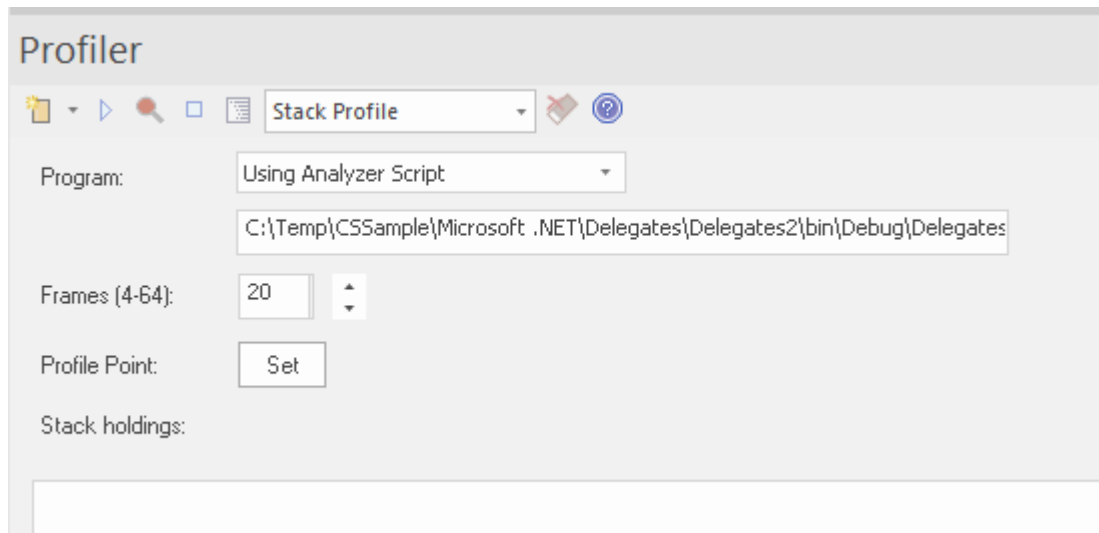 Profiler
Stack Profile
Program:
Using Analyzer Script
C:\Temp\CSSample\Microsoft .NET\Delegates\Delegates2\bin\Debug\Delegates
Frames (4-64):
20
Profile Point:
Set
Stack holdings: